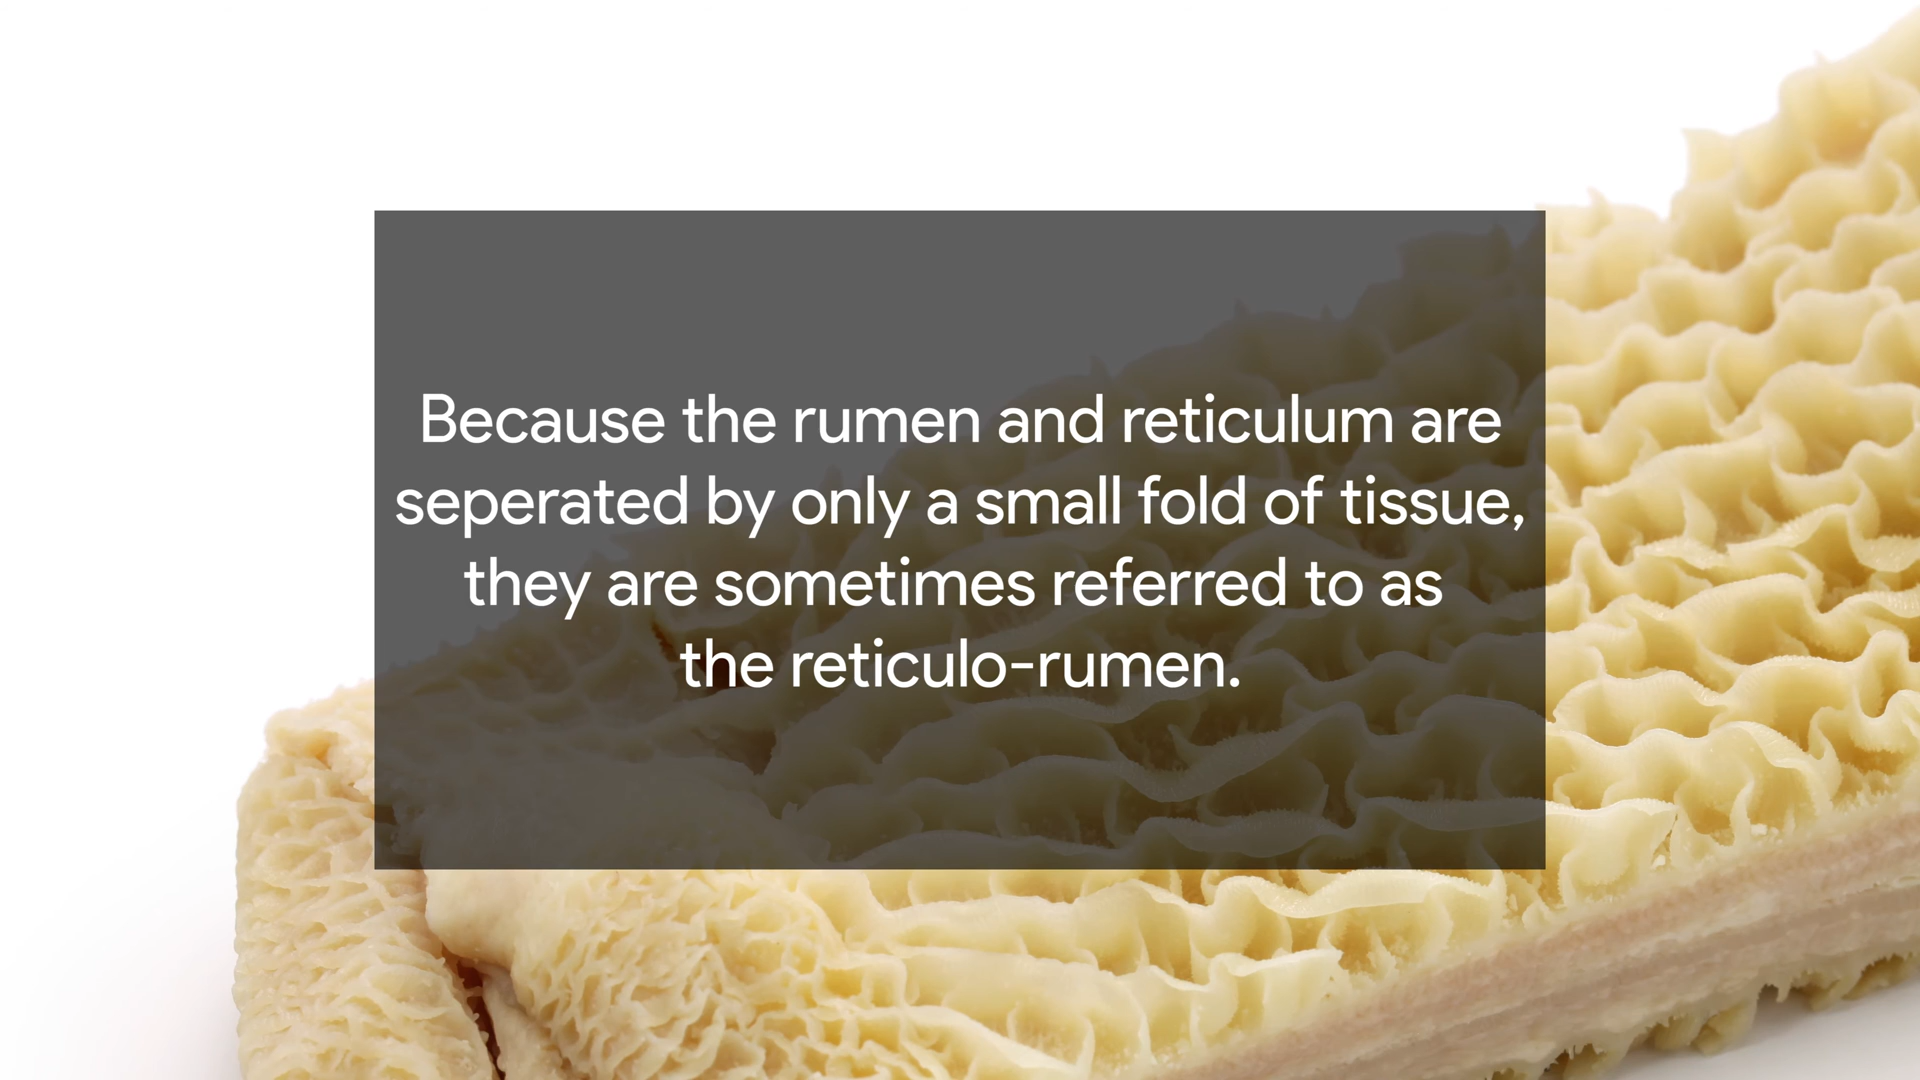 Because the rumen and reticulum are
seperated by only a small fold of tissue,
they are sometimes referred to as
the reticulo-rumen.